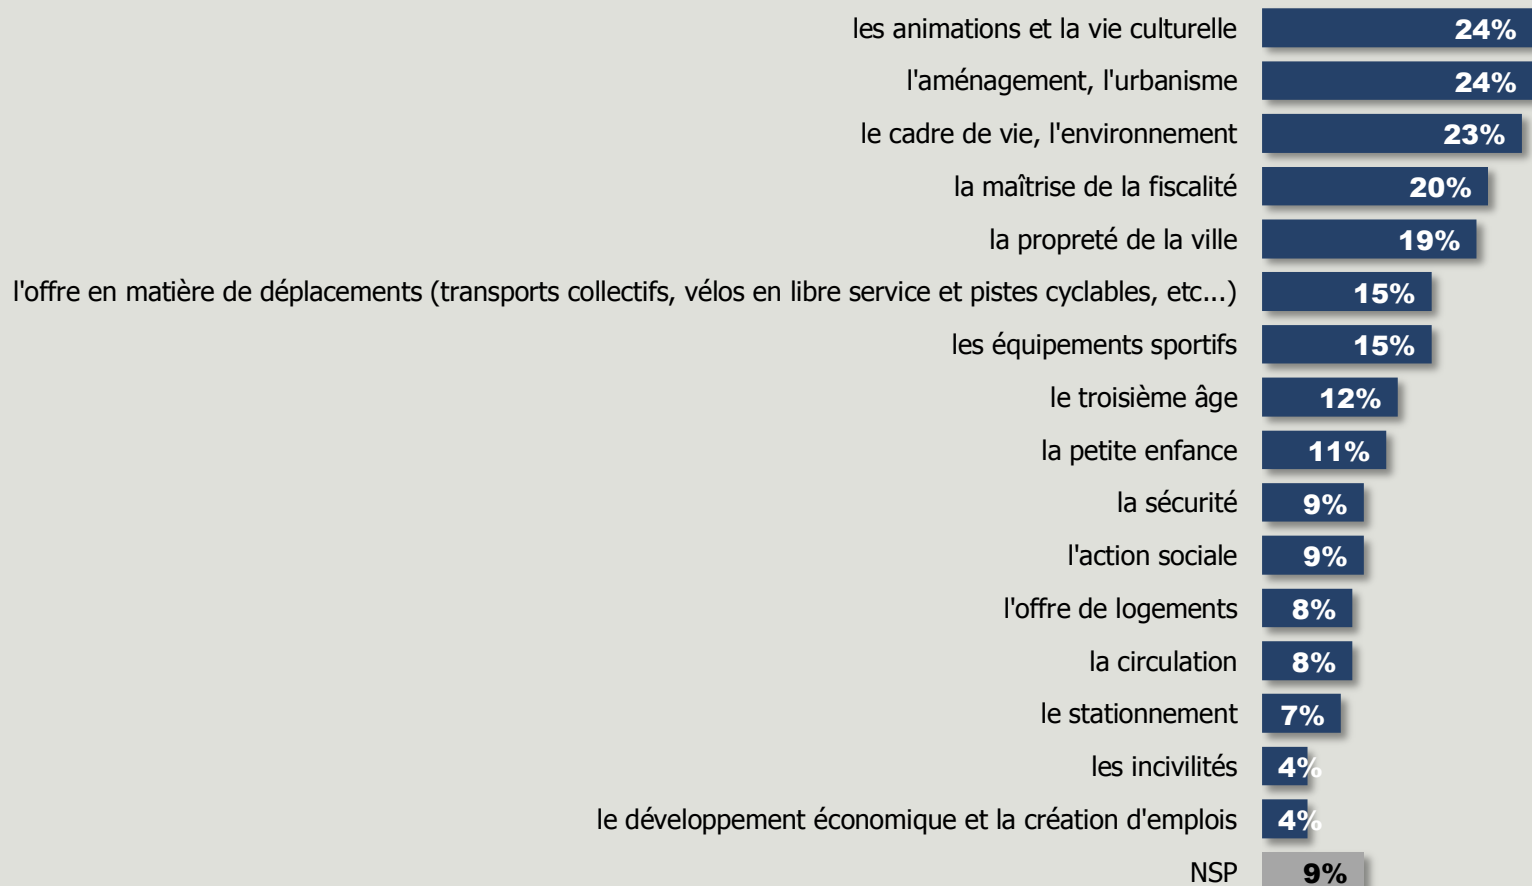 les animations et la vie culturelle 24%
l'aménagement, l'urbanisme 24%
le cadre de vie, l'environnement 23%
la maîtrise de la fiscalité 20%
la propreté de la ville 19%
l'offre en matière de déplacements (transports collectifs, vélos en libre service et pistes cyclables, etc...) 15%
les équipements sportifs 15%
le troisième âge 12%
la petite enfance 11%
la sécurité 9%
l'action sociale 9%
l'offre de logements 8%
la circulation 8%
le stationnement 7%
les incivilités 4%
le développement économique et la création d'emplois 4%
NSP 9%